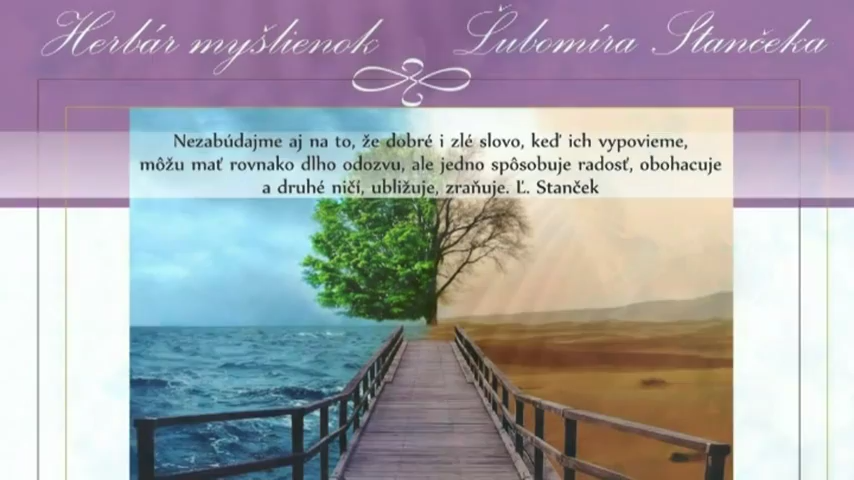 Herbár myšlienok Ľubomíra Stančeka
Nezabúdajme aj na to, že dobré i zlé slovo, keď ich vypovieme,
môžu mať rovnako dlho odozvu, ale jedno spôsobuje radosť, obohacuje
a druhé ničí, ubližuje, zraňuje. Ľ. Stanček